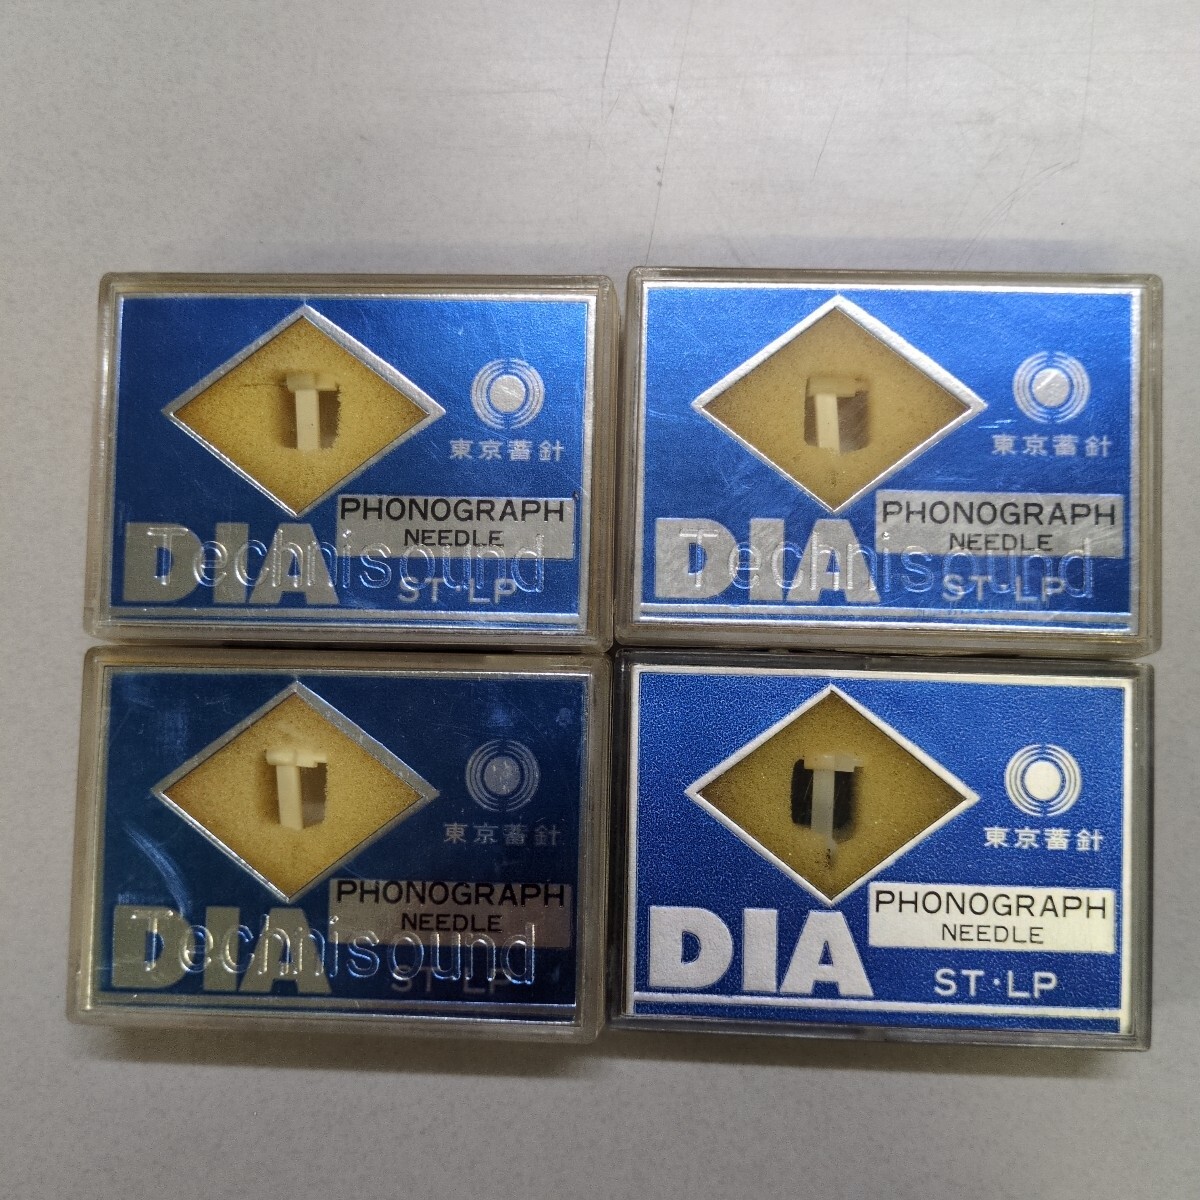 東京蓄針
PHONOGRAPH
NEEDLE
DIA
Technisound
ST・LP
東京蓄針
PHONOGRAPH
NEEDLE
DIA
Technisound
ST・LP
東京蓄針
PHONOGRAPH
NEEDLE
DIA
Technisound
ST・LP
東京蓄針
PHONOGRAPH
NEEDLE
DIA
ST・LP